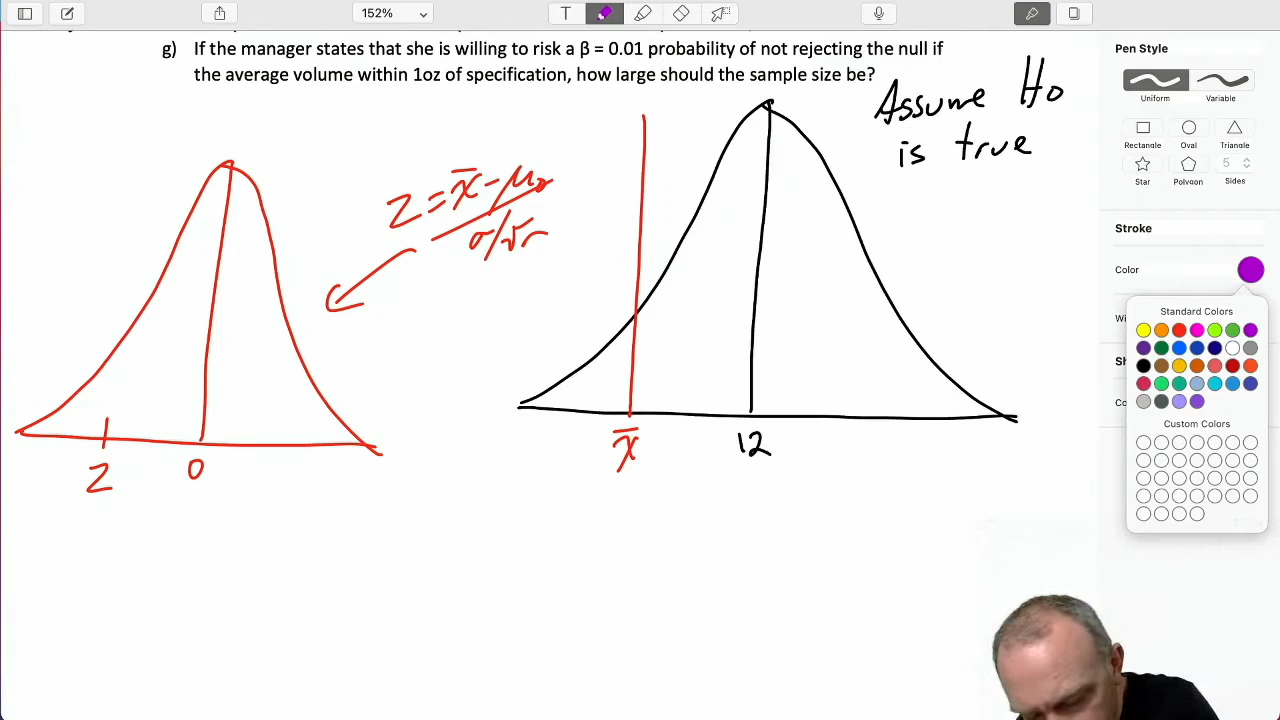 152%
g) If the manager states that she is willing to risk a β = 0.01 probability of not rejecting the null if
the average volume within 1oz of specification, how large should the sample size be?
Assume Ho
is true
Z = x̄ - μ₀
σ/√n
Z
0
x̄
12
Pen Style
Uniform
Variable
Rectangle
Oval
Triangle
Star
Polygon
5
Sides
Stroke
Color
Wi
Sh
Co
Standard Colors
Custom Colors